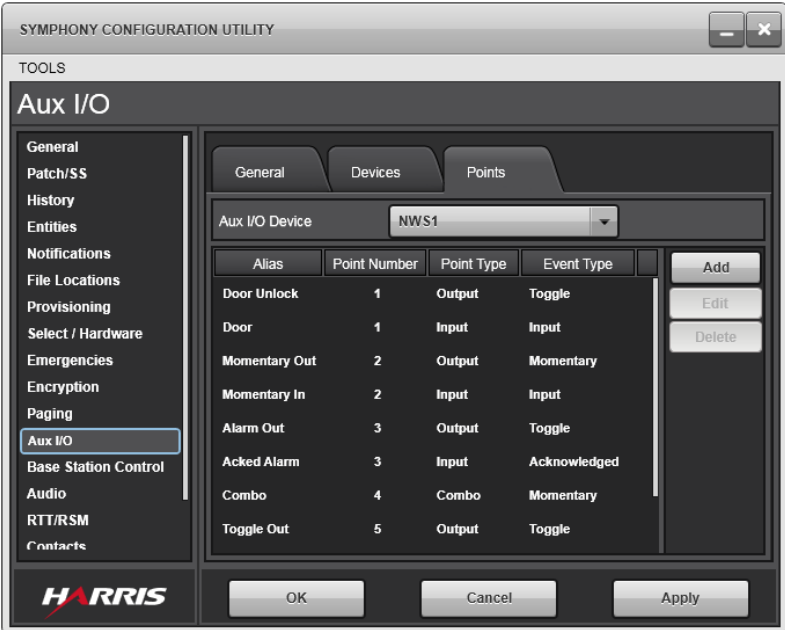 SYMPHONY CONFIGURATION UTILITY
TOOLS
Aux I/O
General
Patch/SS
History
Entities
Notifications
File Locations
Provisioning
Select / Hardware
Emergencies
Encryption
Paging
Aux I/O
Base Station Control
Audio
RTT/RSM
Contacts
General Devices Points
Aux I/O Device NWS1
Alias Point Number Point Type Event Type
Door Unlock 1 Output Toggle
Door 1 Input Input
Momentary Out 2 Output Momentary
Momentary In 2 Input Input
Alarm Out 3 Output Toggle
Acked Alarm 3 Input Acknowledged
Combo 4 Combo Momentary
Toggle Out 5 Output Toggle
Add
Edit
Delete
HARRIS
OK Cancel Apply